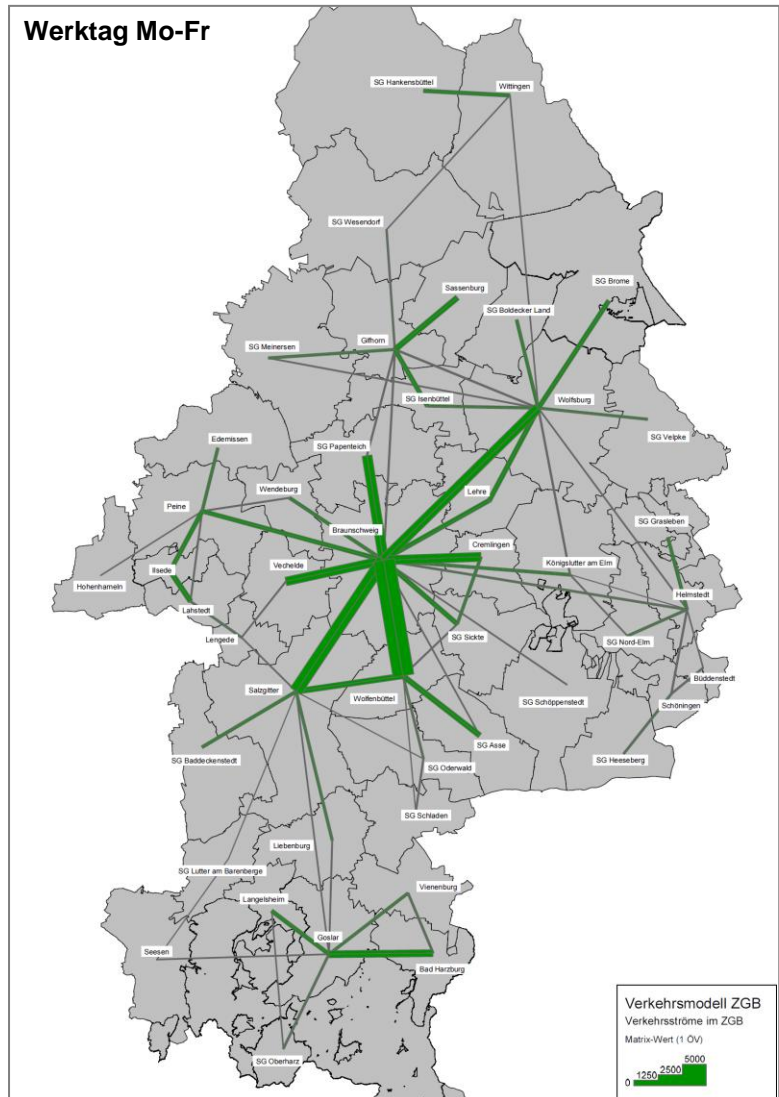 Werktag Mo-Fr
SG Hankensbüttel
Wittingen
SG Wesendorf
SG Brome
Sassenburg
SG Boldecker Land
Gifhorn
SG Meinersen
SG Isenbüttel
Wolfsburg
SG Velpke
Edemissen
SG Papenteich
Wendeburg
Lehre
Peine
SG Grasleben
Braunschweig
Cremlingen
Königslutter am Elm
Vechelde
Ilsede
Hohenhameln
Helmstedt
Lahstedt
Lengede
SG Sickte
SG Nord-Elm
Büddenstedt
Salzgitter
Wolfenbüttel
SG Schöppenstedt
Schöningen
SG Asse
SG Baddeckenstedt
SG Oderwald
SG Heeseberg
SG Schladen
Liebenburg
SG Lutter am Barenberge
Vienenburg
Langelsheim
Goslar
Seesen
Bad Harzburg
SG Oberharz
Verkehrsmodell ZGB
Verkehrsströme im ZGB
Matrix-Wert (1 ÖV)
0 1250 2500 5000